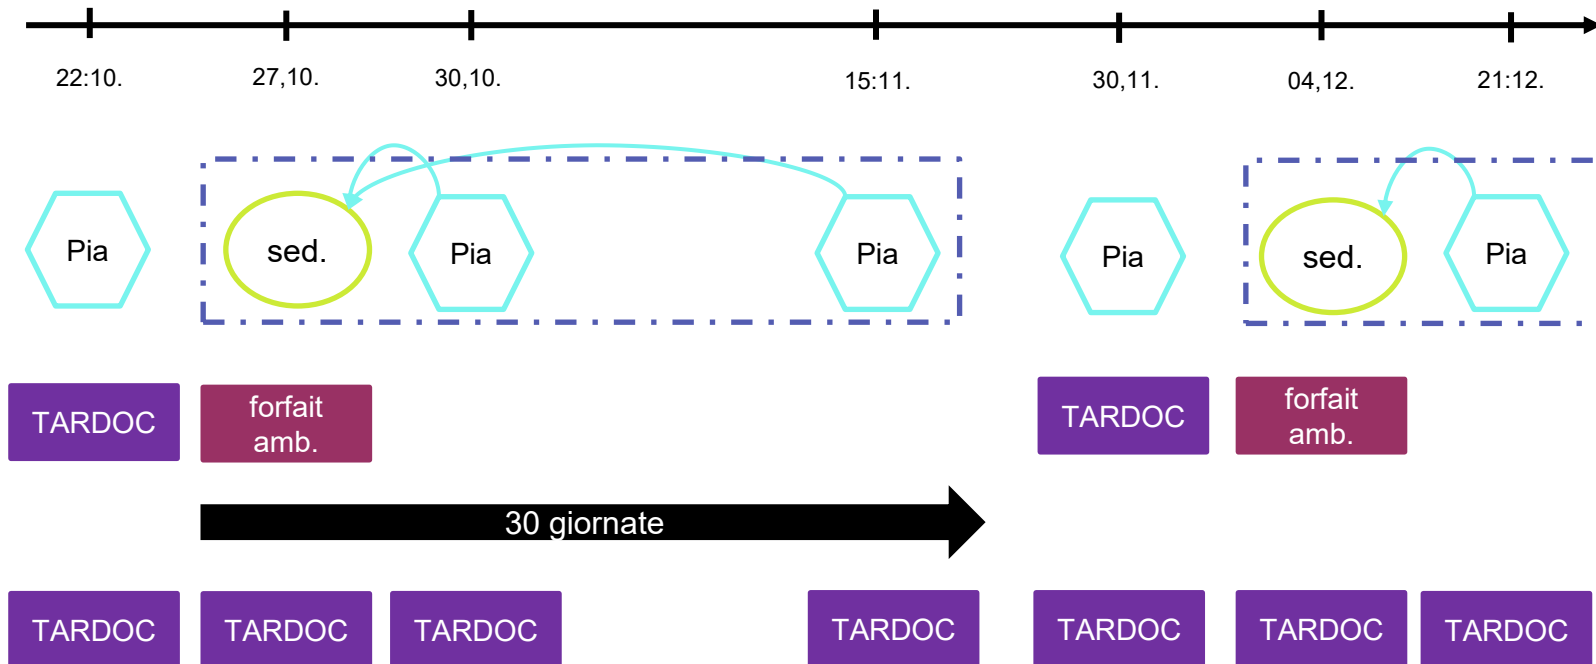 22:10.
27,10.
30,10.
15:11.
30,11.
04,12.
21:12.
Pia
sed.
Pia
Pia
Pia
sed.
Pia
TARDOC
forfait
amb.
TARDOC
forfait
amb.
30 giornate
TARDOC
TARDOC
TARDOC
TARDOC
TARDOC
TARDOC
TARDOC